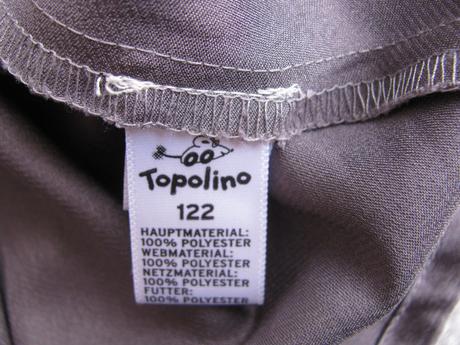 Topolino
122
HAUPTMATERIAL:
100% POLYESTER
WEBMATERIAL:
100% POLYESTER
NETZMATERIAL:
100% POLYESTER
FUTTER:
100% POLYESTER